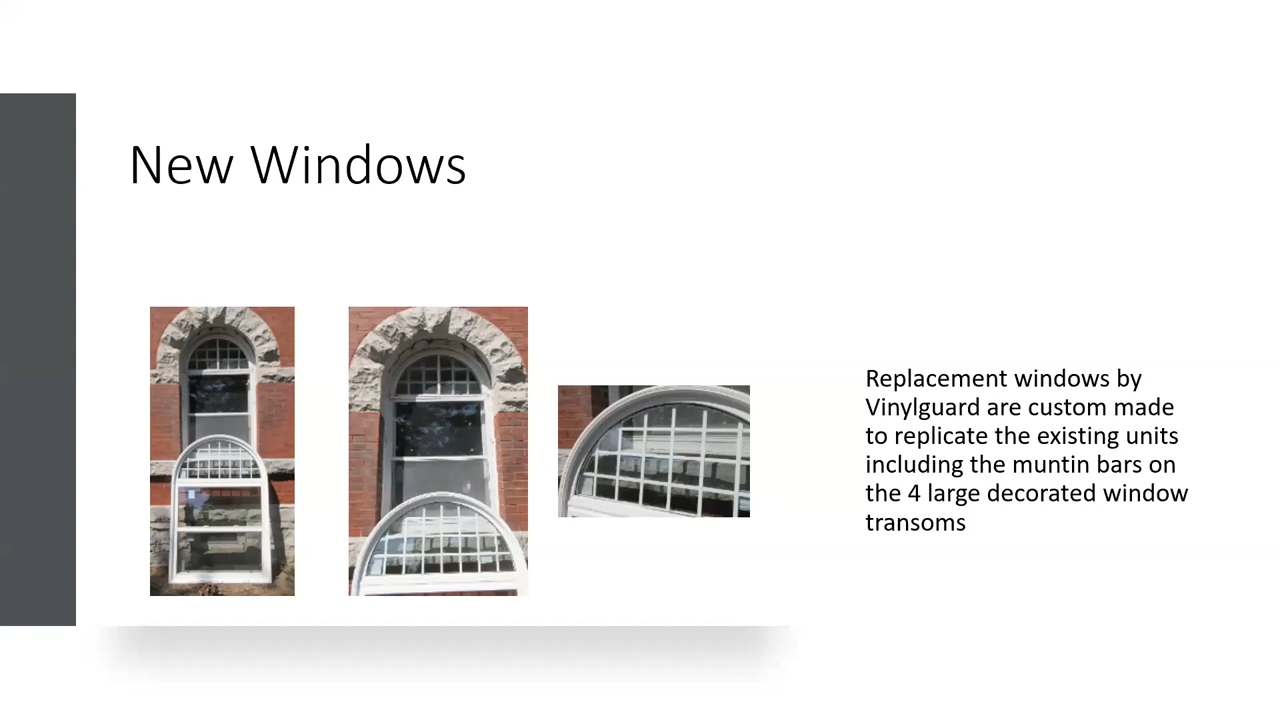 New Windows
Replacement windows by
Vinylguard are custom made
to replicate the existing units
including the muntin bars on
the 4 large decorated window
transoms